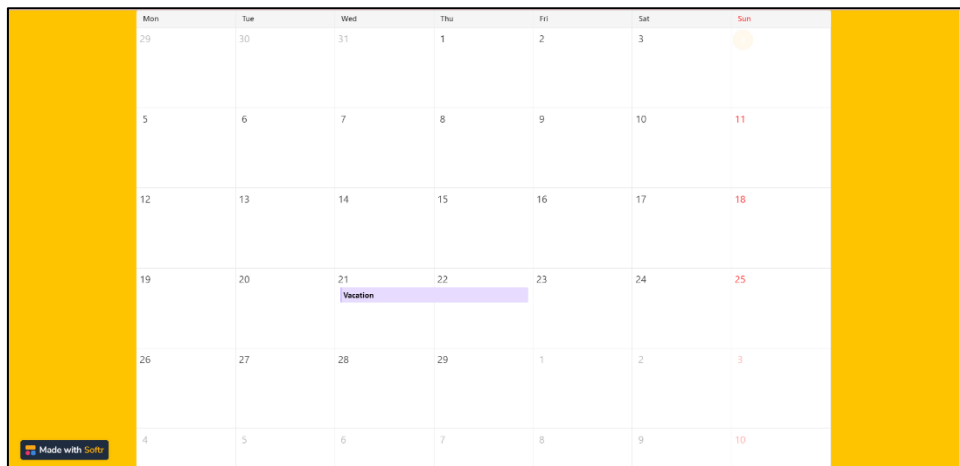 Mon Tue Wed Thu Fri Sat Sun
29 30 31 1 2 3
5 6 7 8 9 10 11
12 13 14 15 16 17 18
19 20 21 22 23 24 25
Vacation
26 27 28 29 1 2 3
4 5 6 7 8 9 10
Made with Softr